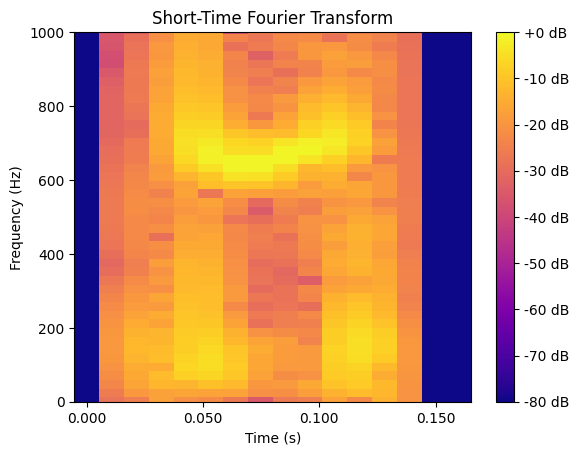 Short-Time Fourier Transform
1000
800
600
400
200
0
Frequency (Hz)
0.000
0.050
0.100
0.150
Time (s)
+0 dB
-10 dB
-20 dB
-30 dB
-40 dB
-50 dB
-60 dB
-70 dB
-80 dB